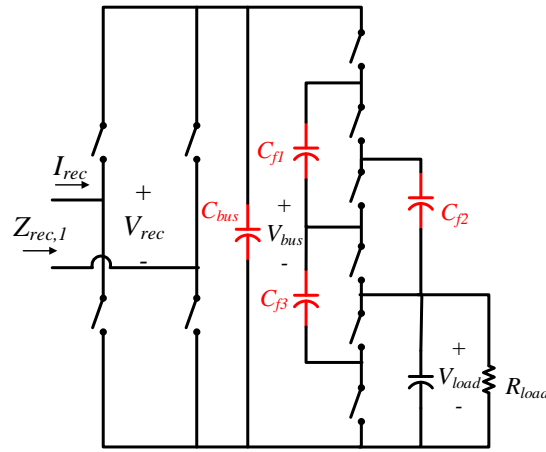 I_rec
Z_rec,1
+
V_rec
-
C_bus
+
V_bus
-
C_f1
C_f2
C_f3
+
V_load
-
R_load